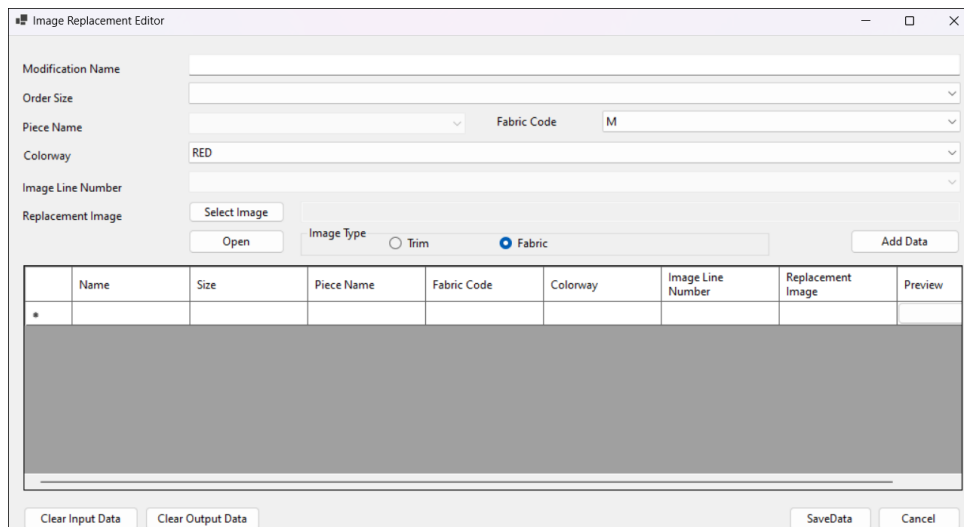 Image Replacement Editor
Modification Name
Order Size
Piece Name Fabric Code M
Colorway RED
Image Line Number
Replacement Image Select Image
Open Image Type Trim Fabric Add Data
Name Size Piece Name Fabric Code Colorway Image Line Number Replacement Image Preview
Clear Input Data Clear Output Data SaveData Cancel